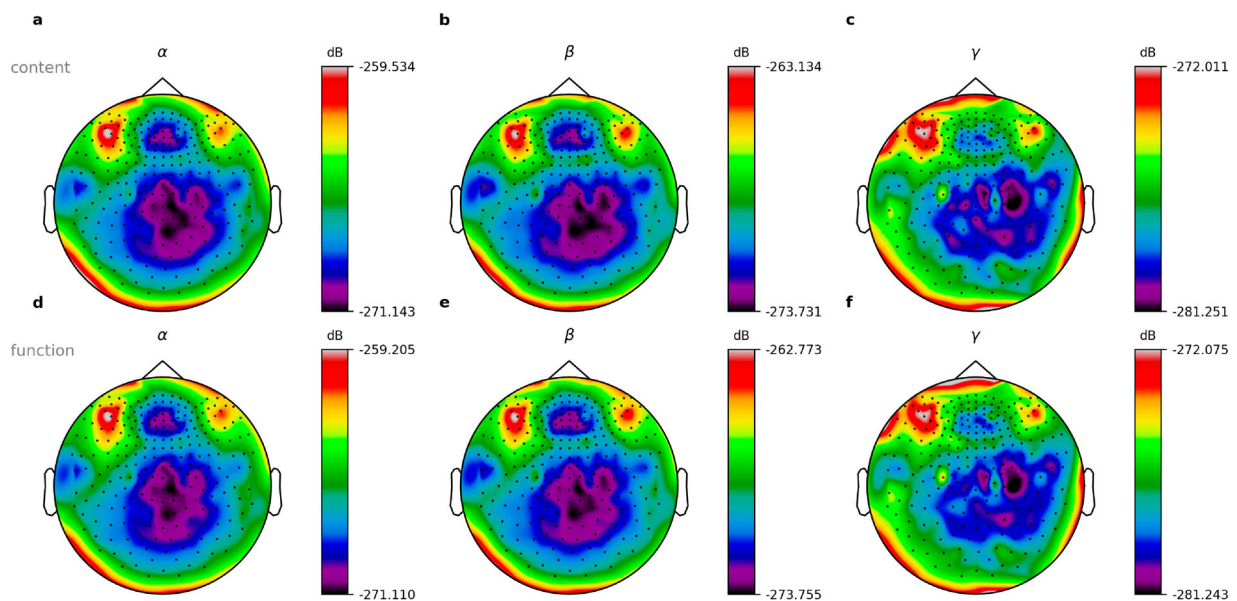 a
b
c
α
β
γ
content
dB
-259.534
-271.143
dB
-263.134
-273.731
dB
-272.011
-281.251
d
e
f
α
β
γ
function
dB
-259.205
-271.110
dB
-262.773
-273.755
dB
-272.075
-281.243